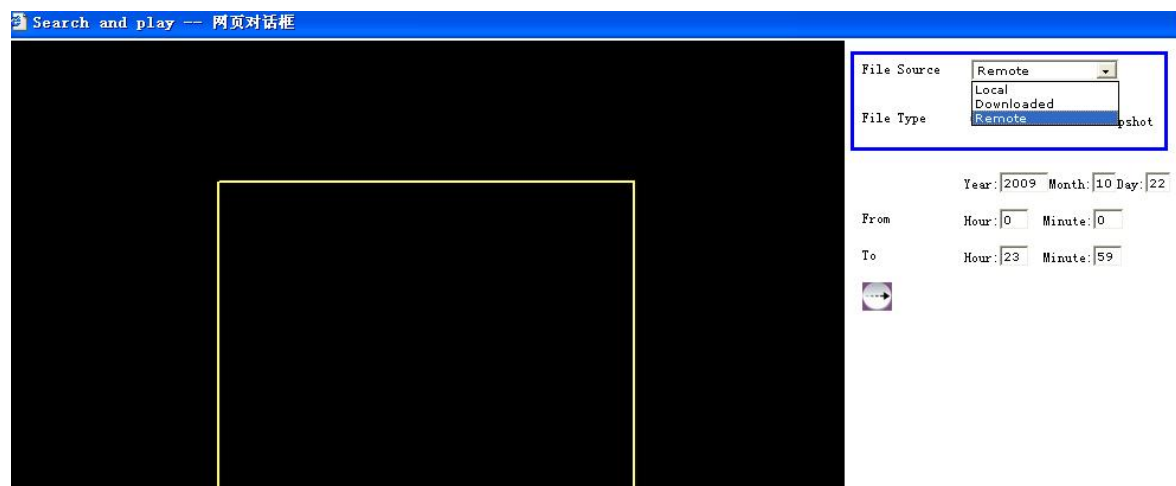 Search and play -- 网页对话框
File Source Remote
Local
Downloaded
File Type Remote pshot
Year: 2009 Month: 10 Day: 22
From Hour: 0 Minute: 0
To Hour: 23 Minute: 59